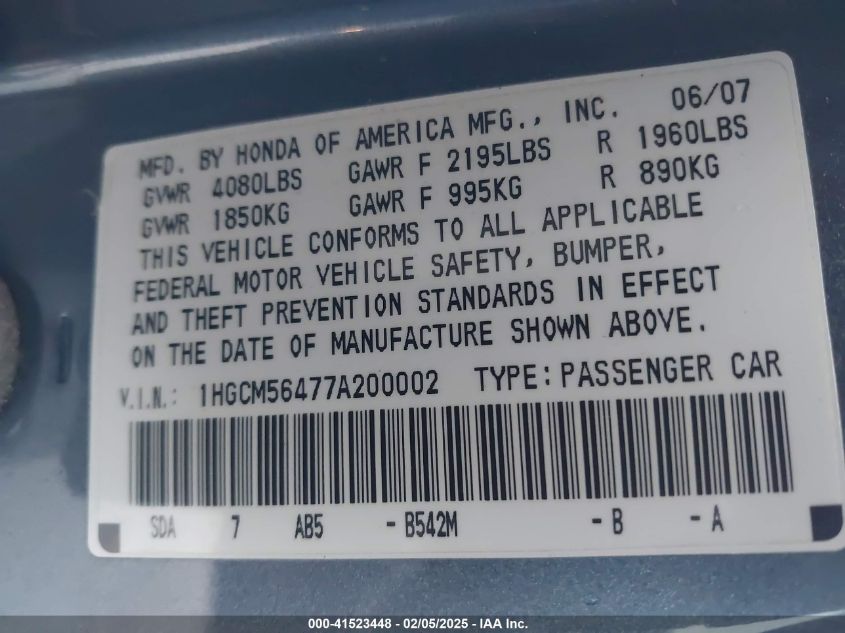 MFD. BY HONDA OF AMERICA MFG., INC. 06/07
GVWR 4080LBS GAWR F 2195LBS R 1960LBS
GVWR 1850KG GAWR F 995KG R 890KG
THIS VEHICLE CONFORMS TO ALL APPLICABLE
FEDERAL MOTOR VEHICLE SAFETY, BUMPER,
AND THEFT PREVENTION STANDARDS IN EFFECT
ON THE DATE OF MANUFACTURE SHOWN ABOVE.
V.I.N.: 1HGCM56477A200002 TYPE: PASSENGER CAR
SDA 7 AB5 - B542M - B - A
000-41523448 - 02/05/2025 - IAA Inc.